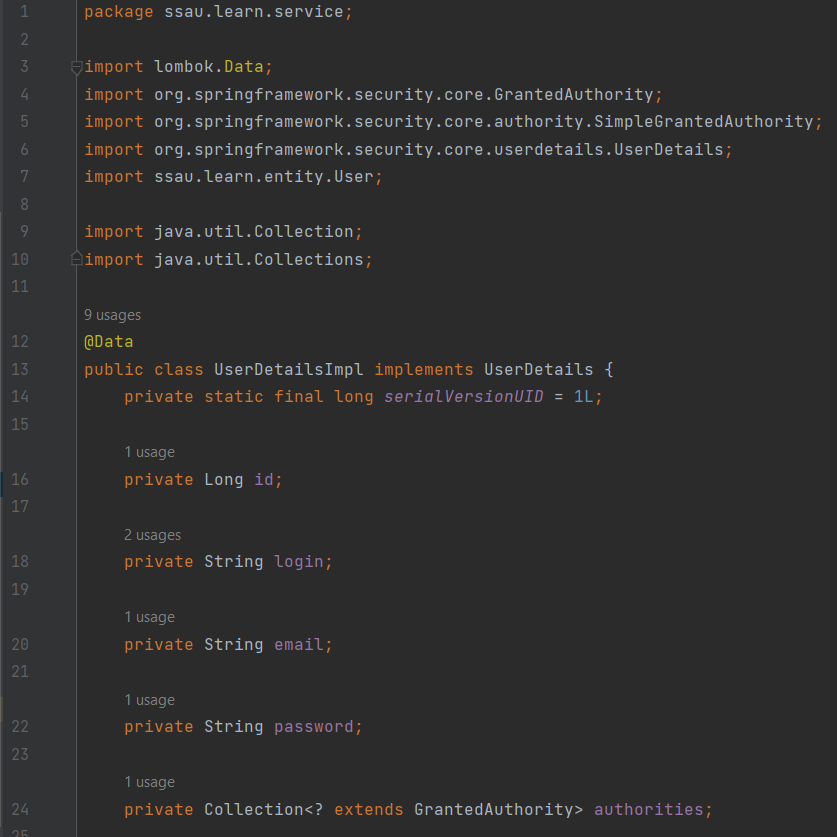 1 package ssau.learn.service;
2
3 import lombok.Data;
4 import org.springframework.security.core.GrantedAuthority;
5 import org.springframework.security.core.authority.SimpleGrantedAuthority;
6 import org.springframework.security.core.userdetails.UserDetails;
7 import ssau.learn.entity.User;
8
9 import java.util.Collection;
10 import java.util.Collections;
11
9 usages
12 @Data
13 public class UserDetailsImpl implements UserDetails {
14 private static final long serialVersionUID = 1L;
15
1 usage
16 private Long id;
17
2 usages
18 private String login;
19
1 usage
20 private String email;
21
1 usage
22 private String password;
23
1 usage
24 private Collection<? extends GrantedAuthority> authorities;
25